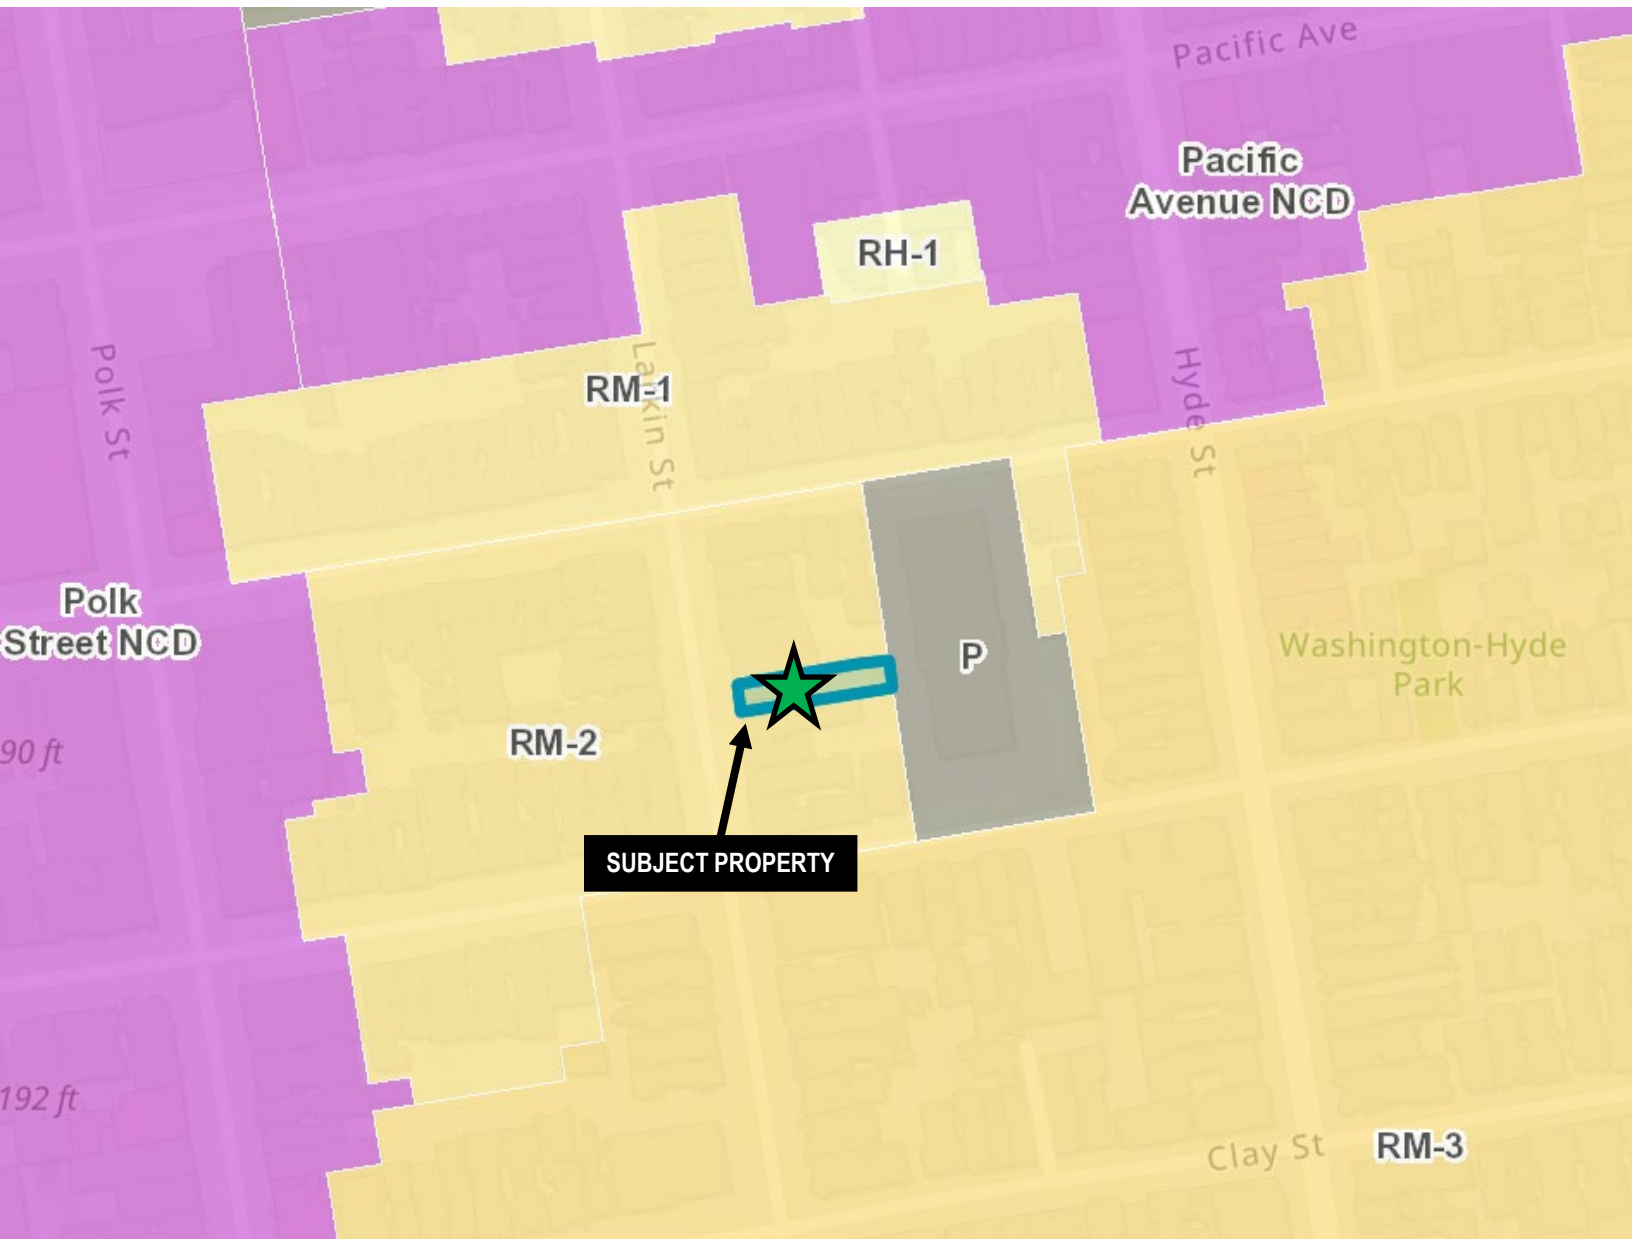 Pacific Ave
Pacific
Avenue NCD
RH-1
Polk St
Larkin St
RM-1
Hyde St
Polk
Street NCD
P
Washington-Hyde
Park
RM-2
90 ft
SUBJECT PROPERTY
192 ft
Clay St
RM-3